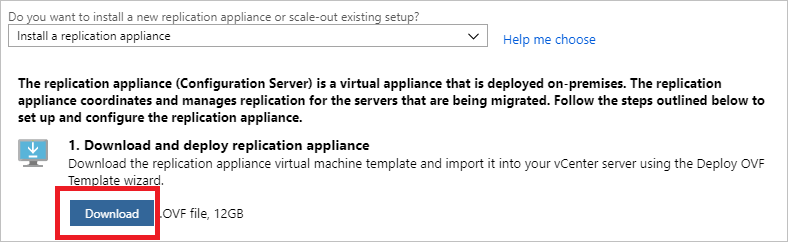 Do you want to install a new replication appliance or scale-out existing setup?
Install a replication appliance
Help me choose
The replication appliance (Configuration Server) is a virtual appliance that is deployed on-premises. The replication
appliance coordinates and manages replication for the servers that are being migrated. Follow the steps outlined below to
set up and configure the replication appliance.
1. Download and deploy replication appliance
Download the replication appliance virtual machine template and import it into your vCenter server using the Deploy OVF
Template wizard.
Download .OVF file, 12GB